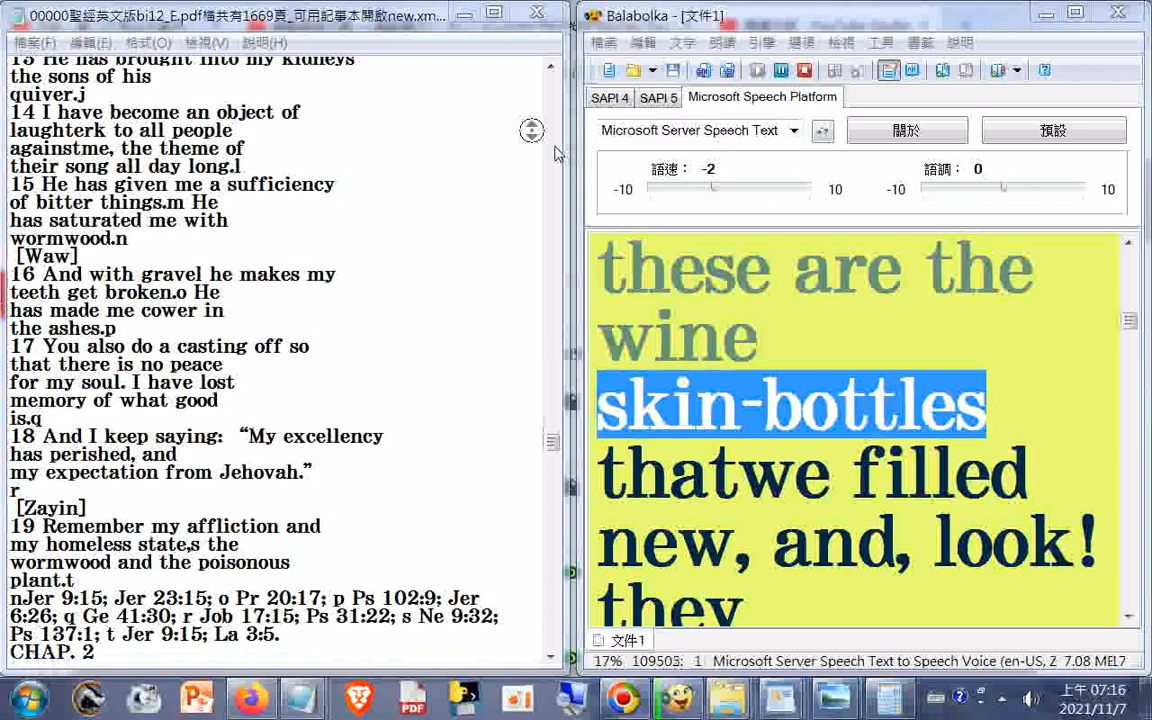 00000聖經英文版bi12_E.pdf檔共有1669頁_可用記事本開啟new.xm...
檔案(F) 編輯(E) 格式(O) 檢視(V) 說明(H)
15 He has brought into my kidneys
the sons of his
quiver.j
14 I have become an object of
laughterk to all people
againstme, the theme of
their song all day long.l
15 He has given me a sufficiency
of bitter things.m He
has saturated me with
wormwood.n
[Waw]
16 And with gravel he makes my
teeth get broken.o He
has made me cower in
the ashes.p
17 You also do a casting off so
that there is no peace
for my soul. I have lost
memory of what good
is.q
18 And I keep saying: “My excellency
has perished, and
my expectation from Jehovah.”
r
[Zayin]
19 Remember my affliction and
my homeless state,s the
wormwood and the poisonous
plant.t
nJer 9:15; Jer 23:15; o Pr 20:17; p Ps 102:9; Jer
6:26; q Ge 41:30; r Job 17:15; Ps 31:22; s Ne 9:32;
Ps 137:1; t Jer 9:15; La 3:5.
CHAP. 2
Balabolka - [文件1]
檔案 編輯 文字 朗讀 引擎 選項 檢視 工具 書籤 說明
SAPI 4 SAPI 5 Microsoft Speech Platform
Microsoft Server Speech Text 關於 預設
語速： -2 語調： 0
-10 10 -10 10
these are the
wine
skin-bottles
thatwe filled
new, and, look!
they
文件1
17% 109503: 1 Microsoft Server Speech Text to Speech Voice (en-US, Z 7.08 MET
PDF
上午 07:16
2021/11/7